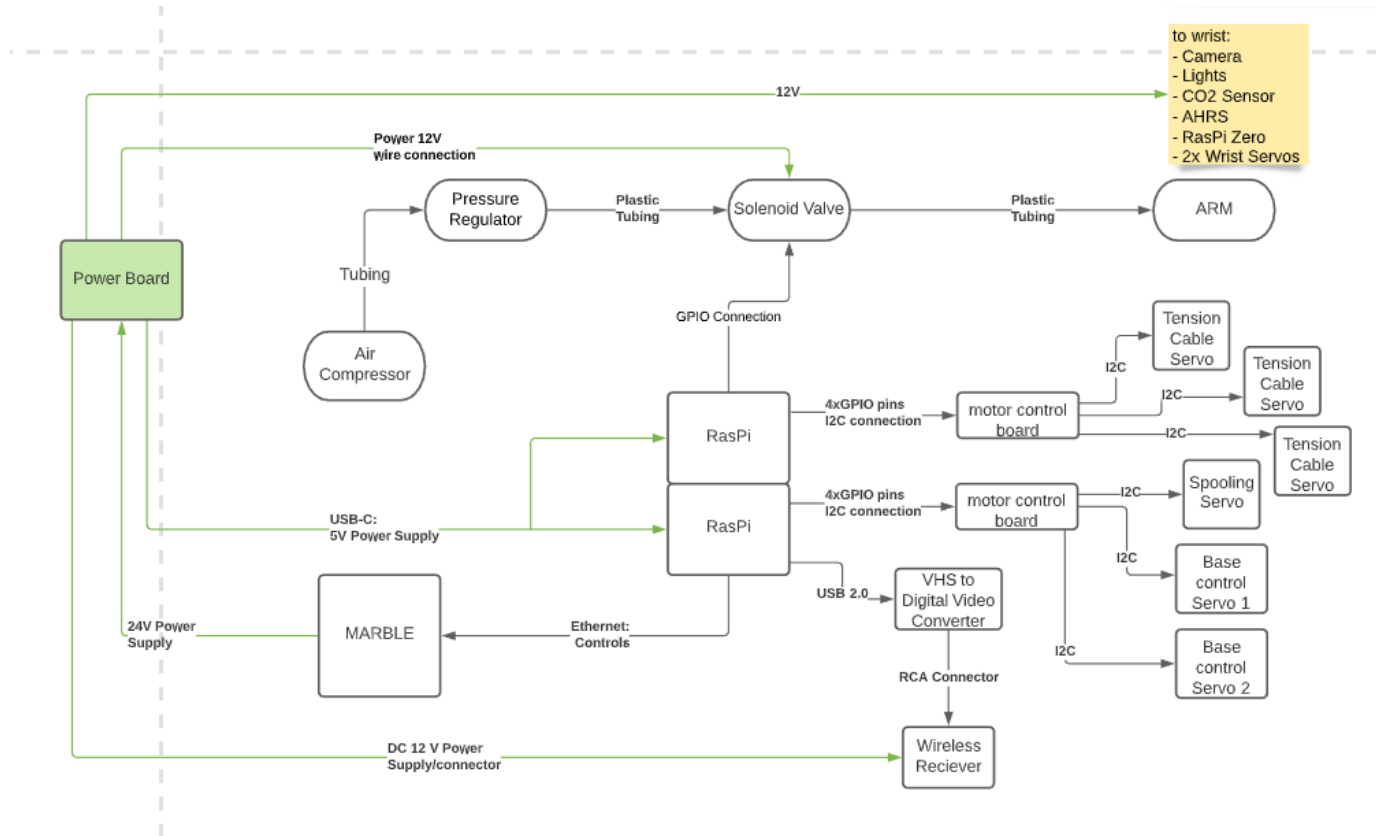 to wrist:
- Camera
- Lights
- CO2 Sensor
- AHRS
- RasPi Zero
- 2x Wrist Servos
12V
Power 12V
Wire connection
Pressure
Regulator
Plastic
Tubing
Solenoid Valve
Plastic
Tubing
ARM
Power Board
Tubing
Air
Compressor
GPIO Connection
Tension
Cable
Servo
I2C
Tension
Cable
Servo
I2C
Tension
Cable
Servo
I2C
RasPi
4xGPIO pins
I2C connection
motor control
board
RasPi
4xGPIO pins
I2C connection
motor control
board
I2C
Spooling
Servo
I2C
Base
control
Servo 1
I2C
Base
control
Servo 2
USB-C:
5V Power Supply
USB 2.0
VHS to
Digital Video
Converter
24V Power
Supply
MARBLE
Ethernet:
Controls
RCA Connector
DC 12 V Power
Supply/connector
Wireless
Reciever